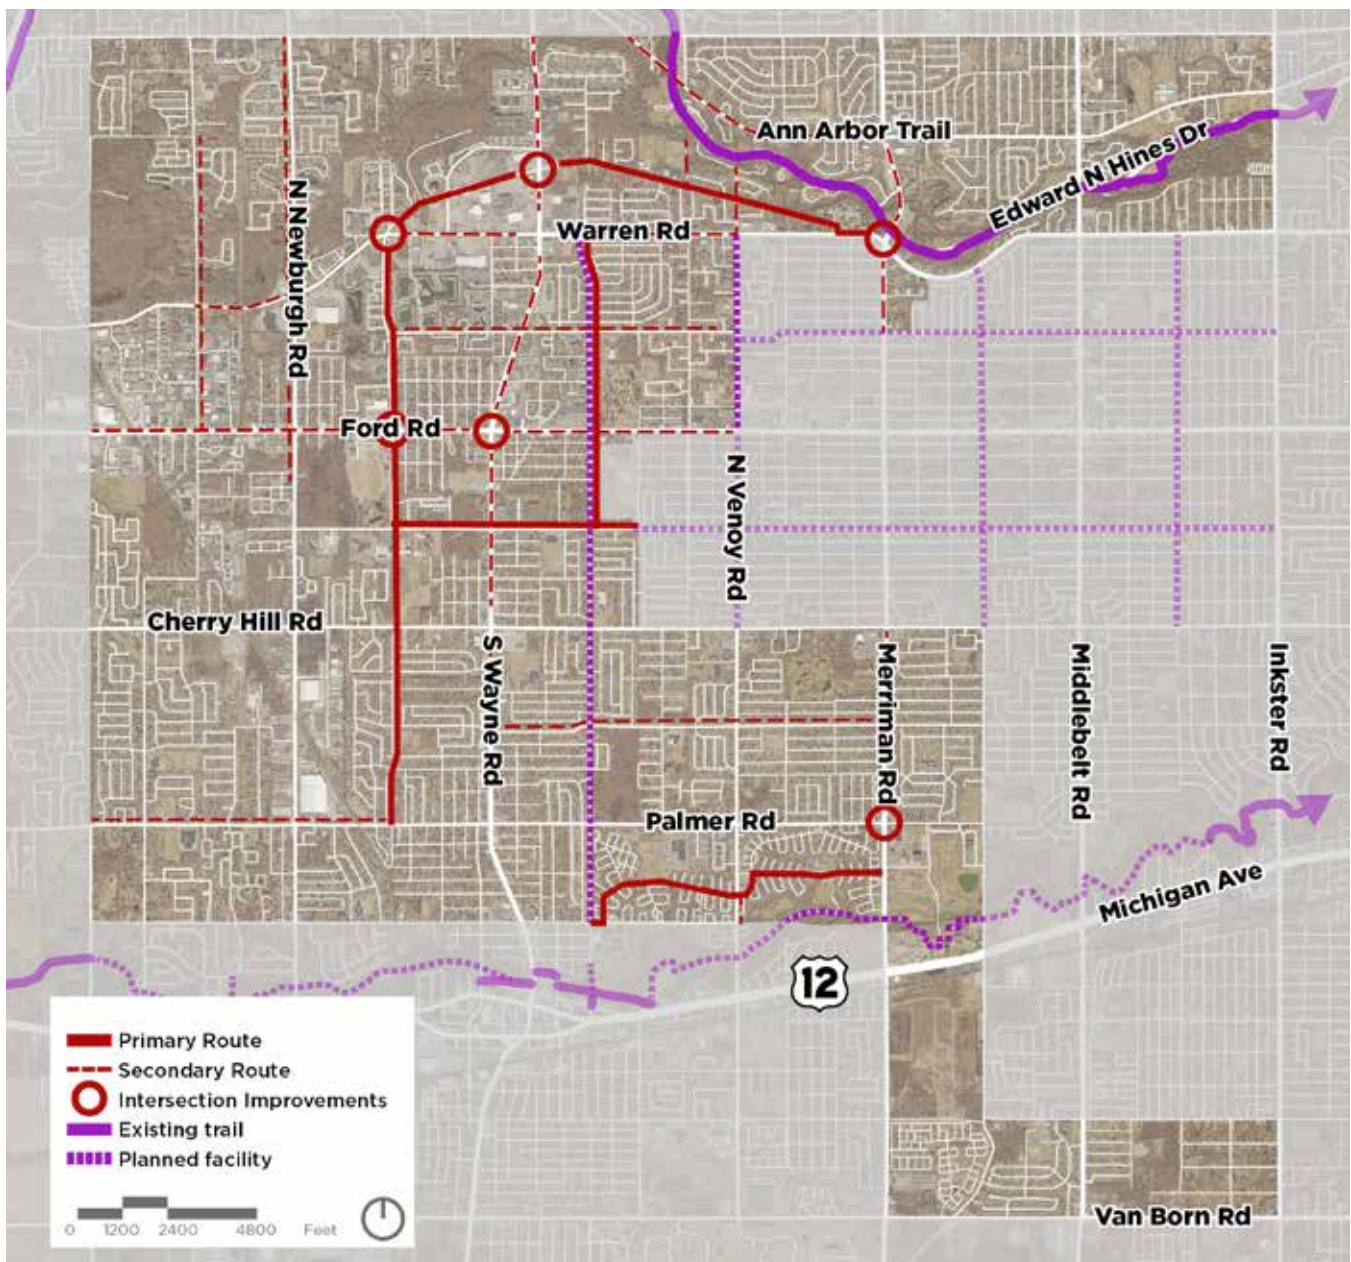 Ann Arbor Trail
Edward N Hines Dr
N Newburgh Rd
Warren Rd
Ford Rd
N Venoy Rd
Cherry Hill Rd
S Wayne Rd
Merriman Rd
Middlebelt Rd
Inkster Rd
Palmer Rd
Michigan Ave
12
Primary Route
Secondary Route
Intersection Improvements
Existing trail
Planned facility
0 1200 2400 4800 Feet
Van Born Rd